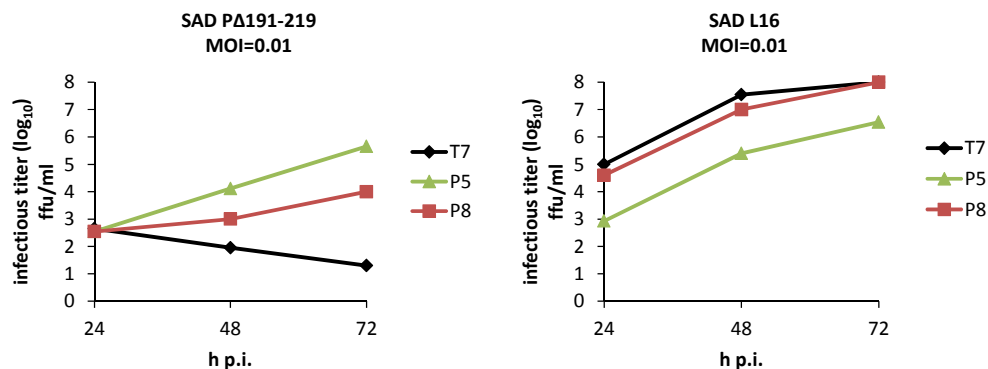 SAD PΔ191-219
MOI=0.01
infectious titer (log10)
ffu/ml
8
7
6
5
4
3
2
1
0
24
48
72
h p.i.
T7
P5
P8
SAD L16
MOI=0.01
infectious titer (log10)
ffu/ml
8
7
6
5
4
3
2
1
0
24
48
72
h p.i.
T7
P5
P8